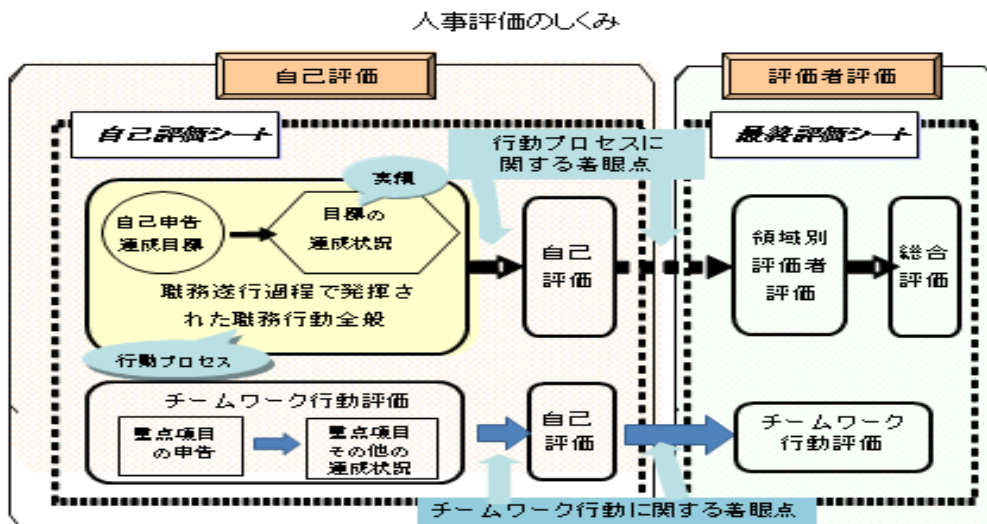 人事評価のしくみ
自己評価
評価者評価
自己評価シート
行動プロセスに
関する着眼点
最終評価シート
実績
自己申告
達成目標
目標の
達成状況
職務遂行過程で発揮さ
れた職務行動全般
行動プロセス
自己
評価
領域別
評価者
評価
総合
評価
チームワーク行動評価
重点項目
の申告
重点項目
その他の
達成状況
自己
評価
チームワーク
行動評価
チームワーク行動に関する着眼点